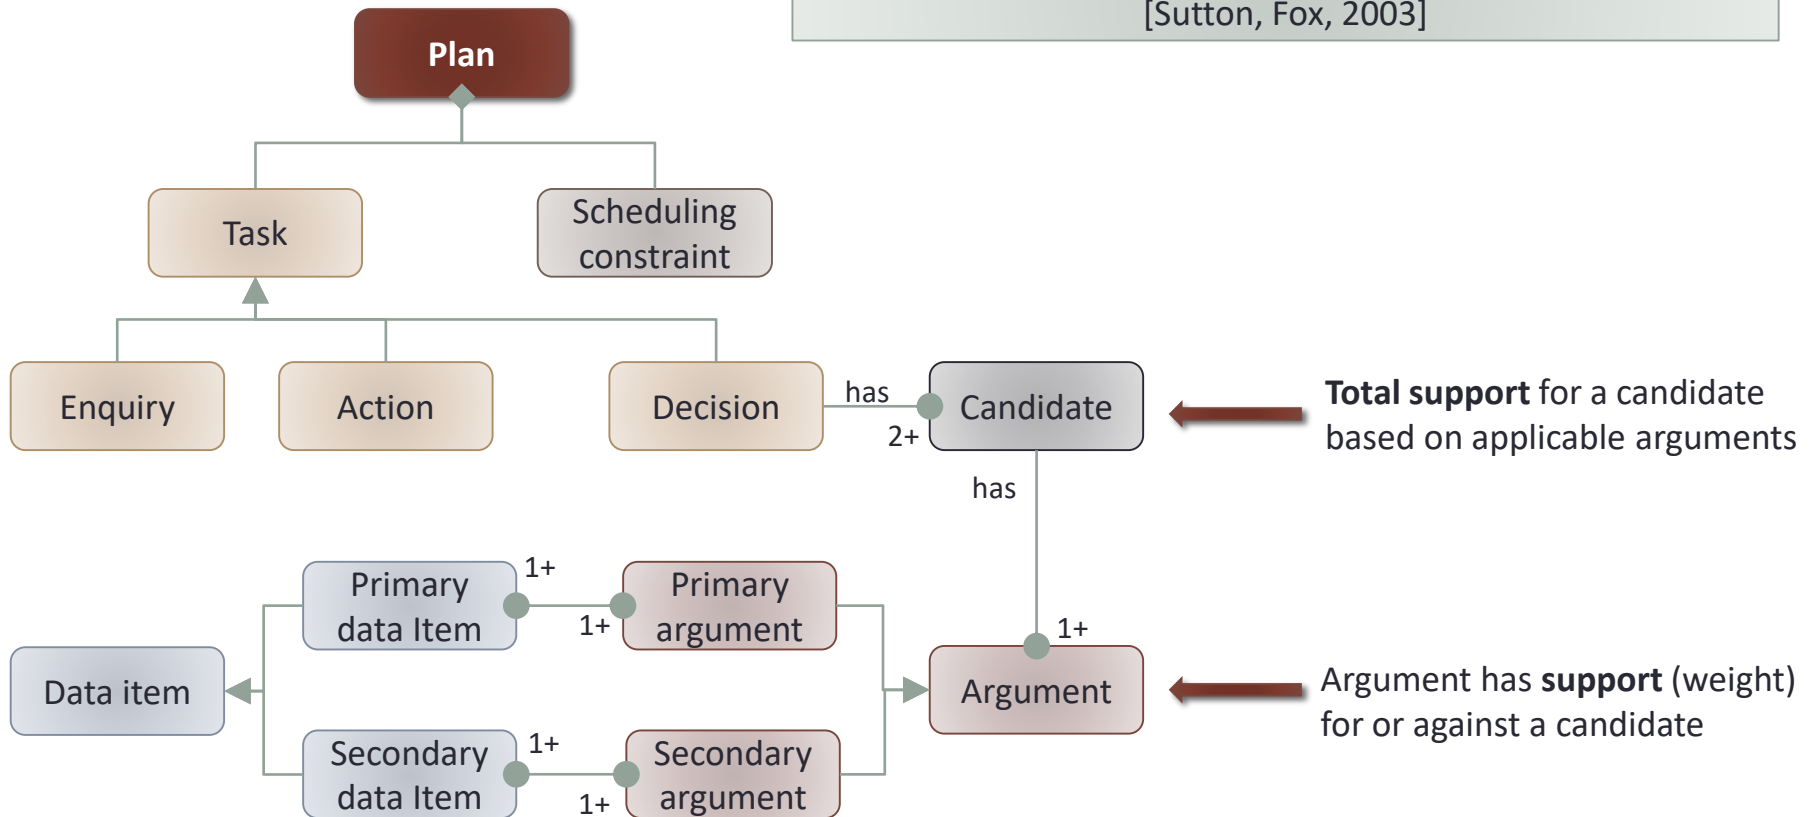 [Sutton, Fox, 2003]
Plan
Task
Scheduling
constraint
Enquiry
Action
Decision
has
2+
Candidate
Total support for a candidate
based on applicable arguments
has
1+
Primary
data Item
1+
1+
Primary
argument
Data item
Argument
Argument has support (weight)
for or against a candidate
Secondary
data Item
1+
1+
Secondary
argument